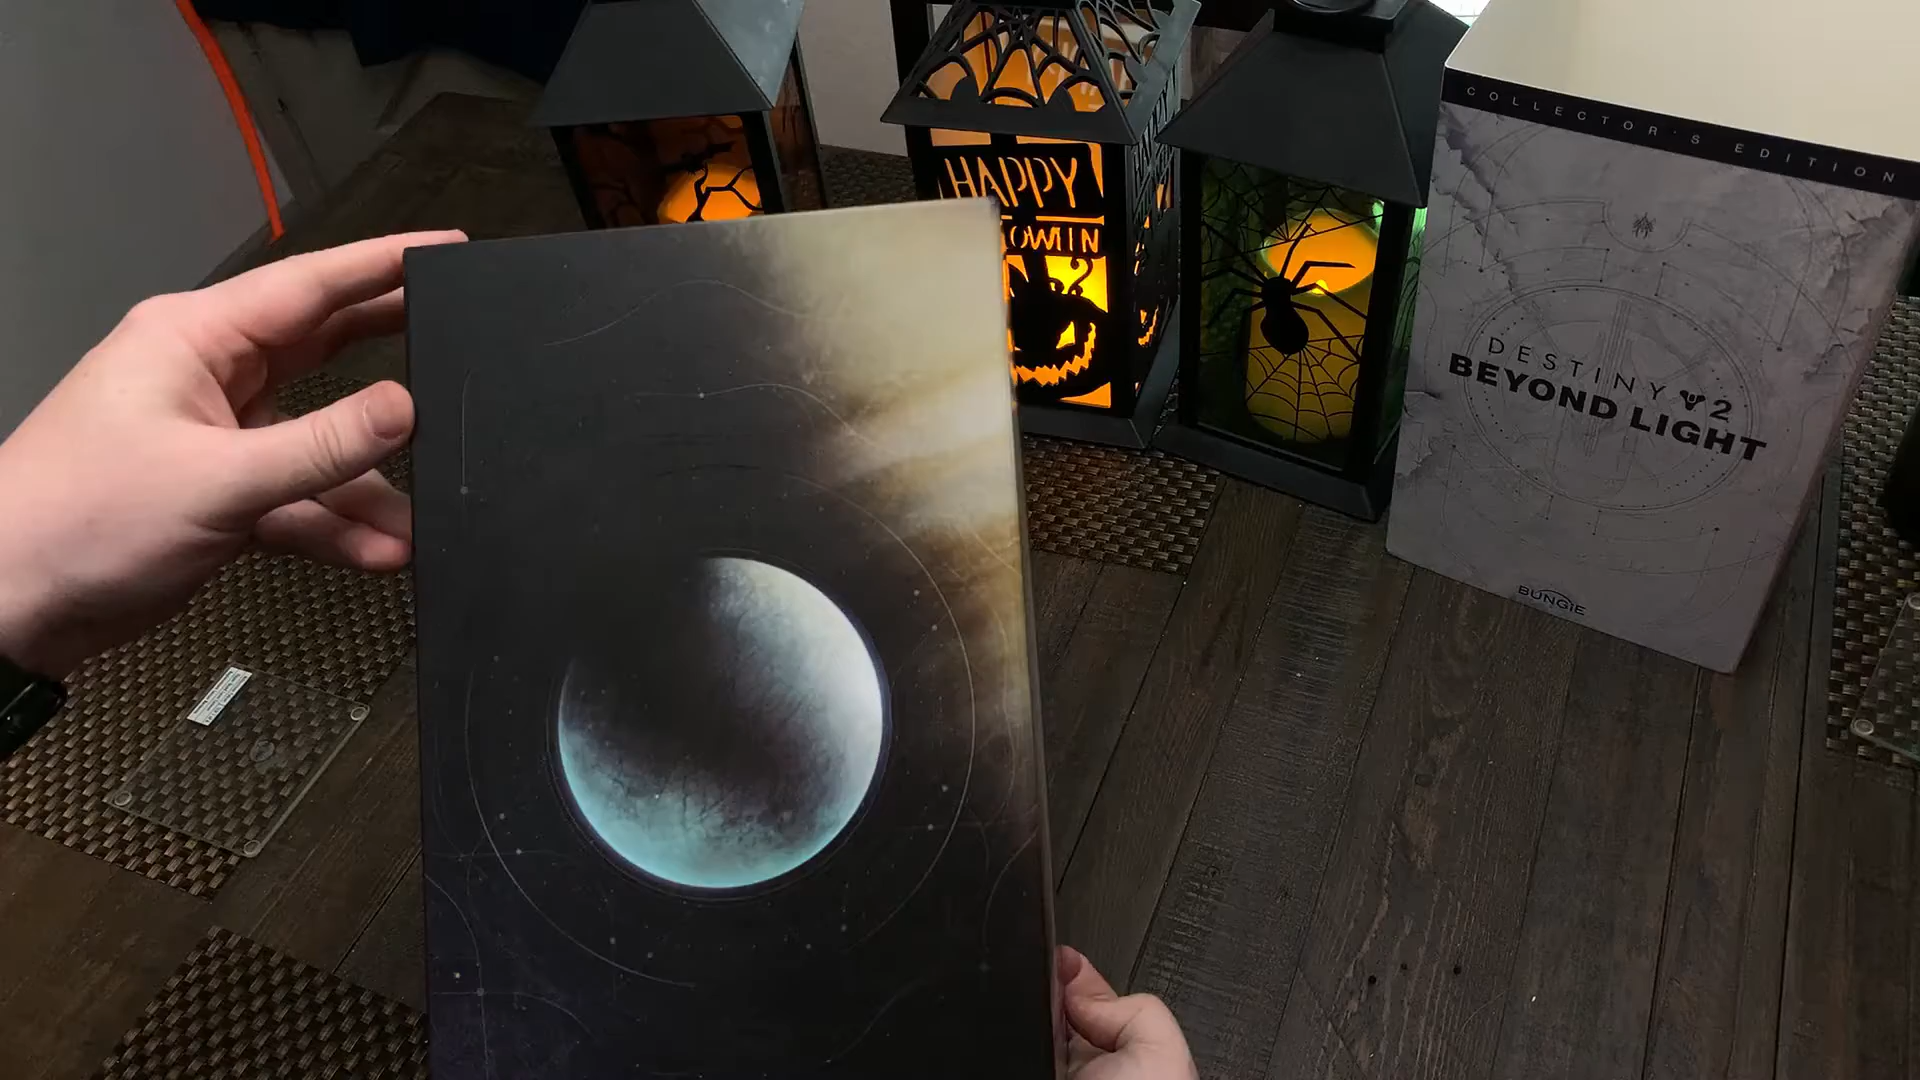 HAPPY
COLLECTOR'S EDITION
DESTINY 2
BEYOND LIGHT
BUNGIE